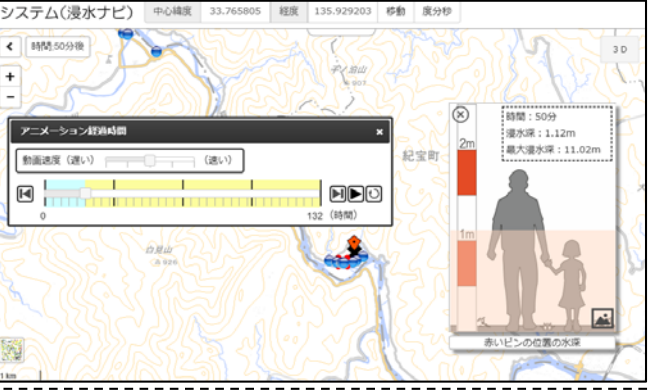 システム(浸水ナビ) 中心緯度 33.765805 経度 135.929203 移動 度分秒
時間:50分後
3D
+
-
907
アニメーション経過時間
動画速度(遅い) (速い)
0 132 (時間)
時間:50分
浸水深:1.12m
最大浸水深:11.02m
2m
紀宝町
1m
白見山
926
赤いピンの位置の水深
1 km